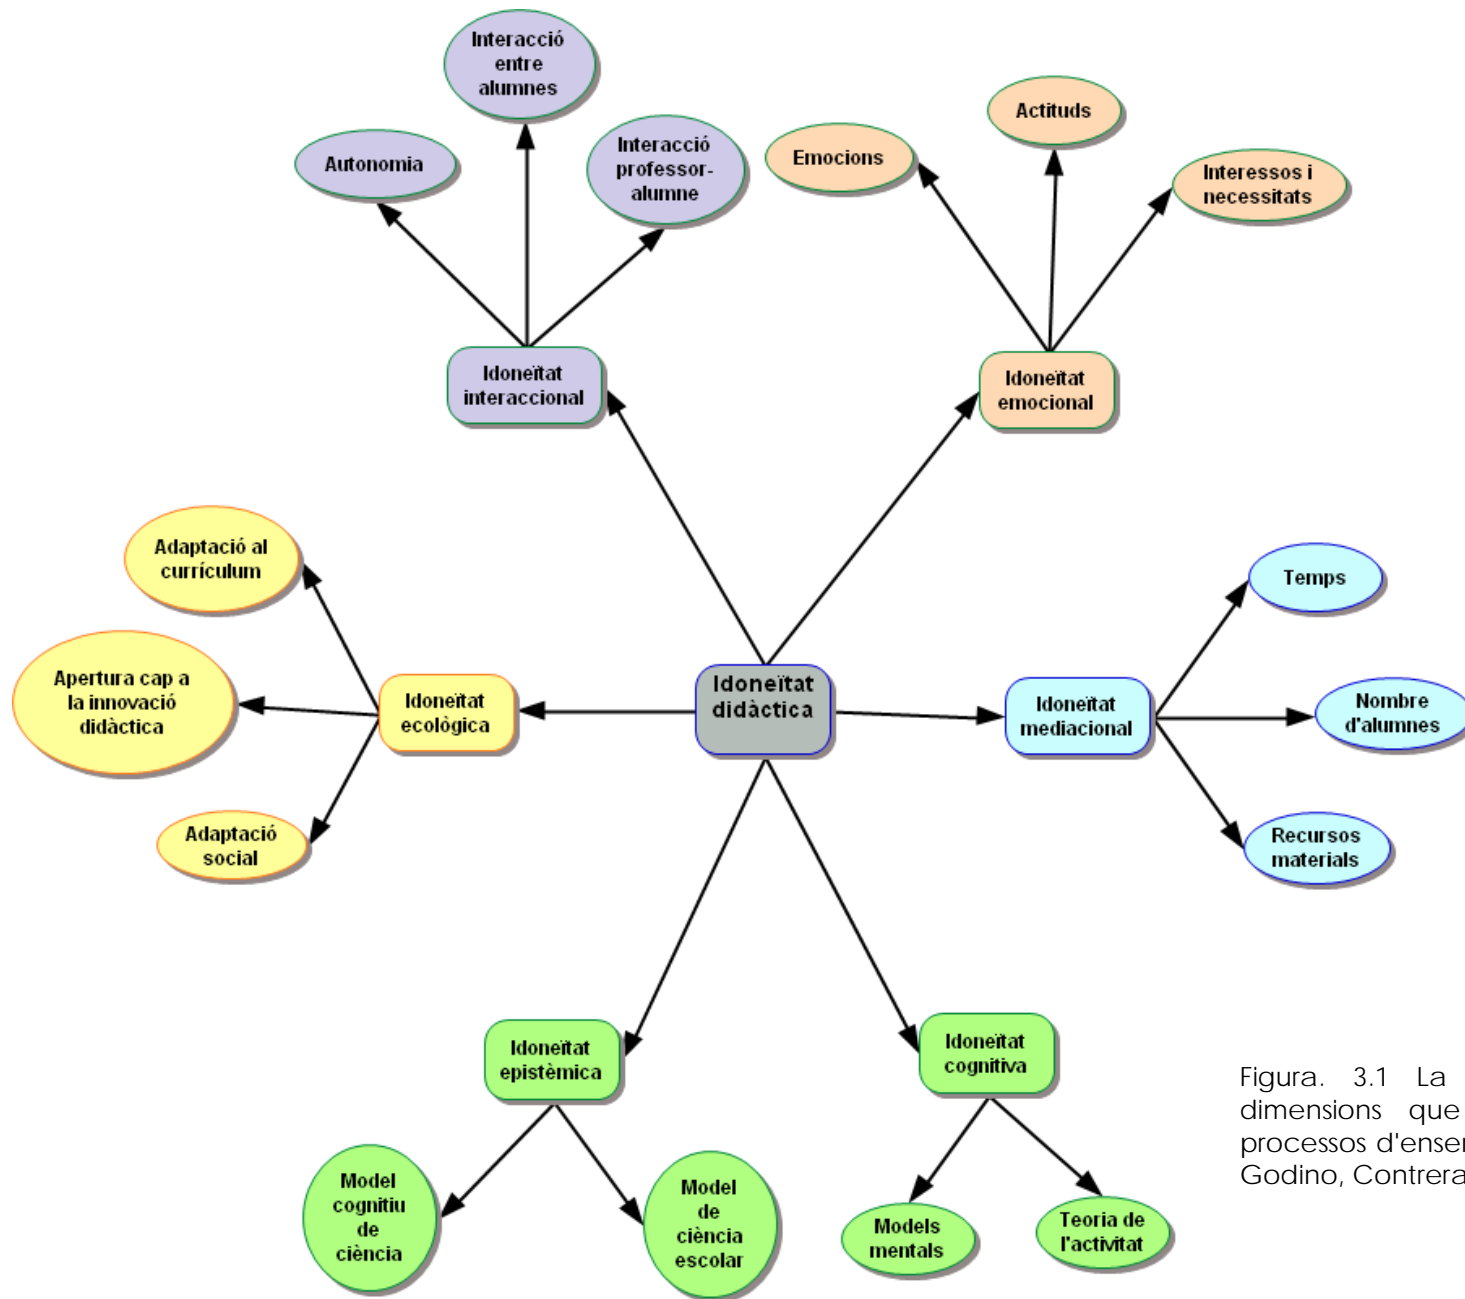 Interacció
entre
alumnes
Autonomia
Interacció
professor-
alumne
Emocions
Actituds
Interessos i
necessitats
Idoneïtat
interaccional
Idoneïtat
emocional
Adaptació al
currículum
Apertura cap a
la innovació
didàctica
Adaptació
social
Idoneïtat
ecològica
Idoneïtat
didàctica
Idoneïtat
mediacional
Temps
Nombre
d'alumnes
Recursos
materials
Idoneïtat
epistèmica
Idoneïtat
cognitiva
Model
cognitiu
de
ciència
Model
de
ciència
escolar
Models
mentals
Teoria de
l'activitat
Figura. 3.1 La
dimensions que
processos d'enser
Godino, Contrera